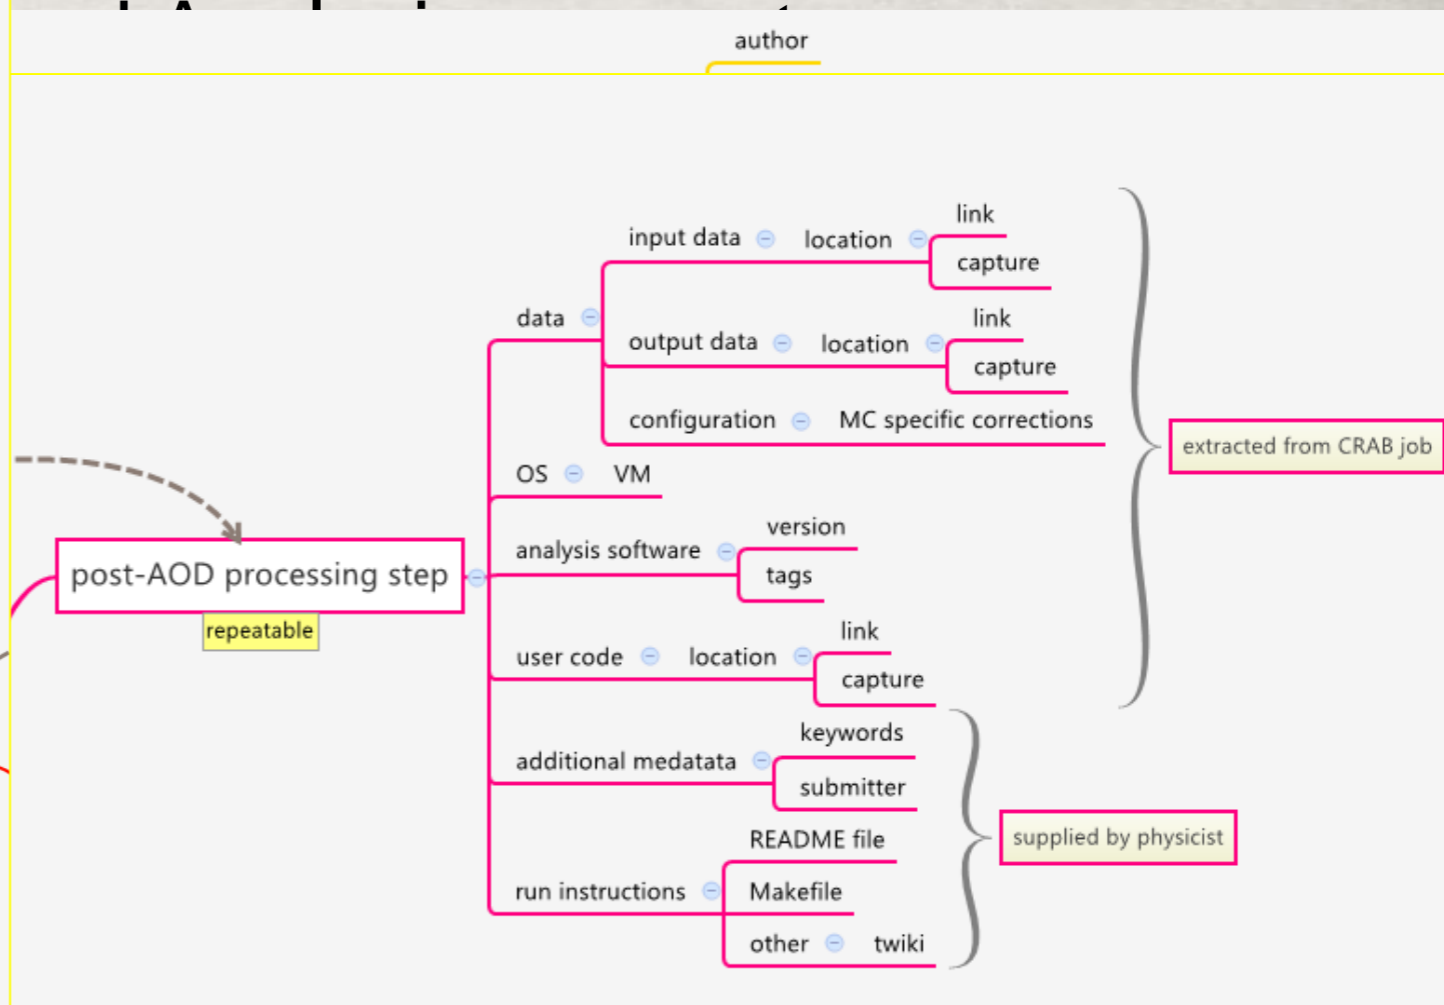 author
link
input data location
capture
link
data
output data location
capture
configuration MC specific corrections
extracted from CRAB job
OS VM
version
analysis software
tags
post-AOD processing step
repeatable
link
user code location
capture
keywords
additional medatata
submitter
README file
supplied by physicist
run instructions Makefile
other twiki